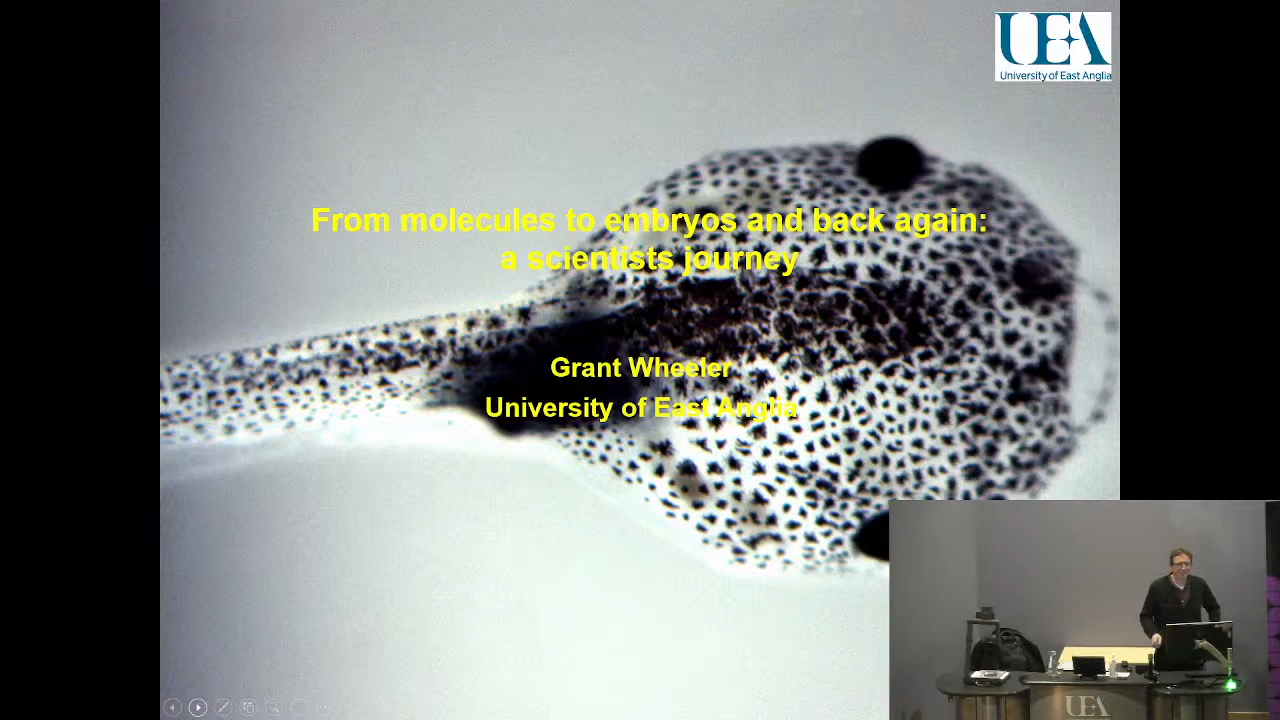 UEA
University of East Anglia
From molecules to embryos and back again:
a scientists journey
Grant Wheeler
University of East Anglia
UEA